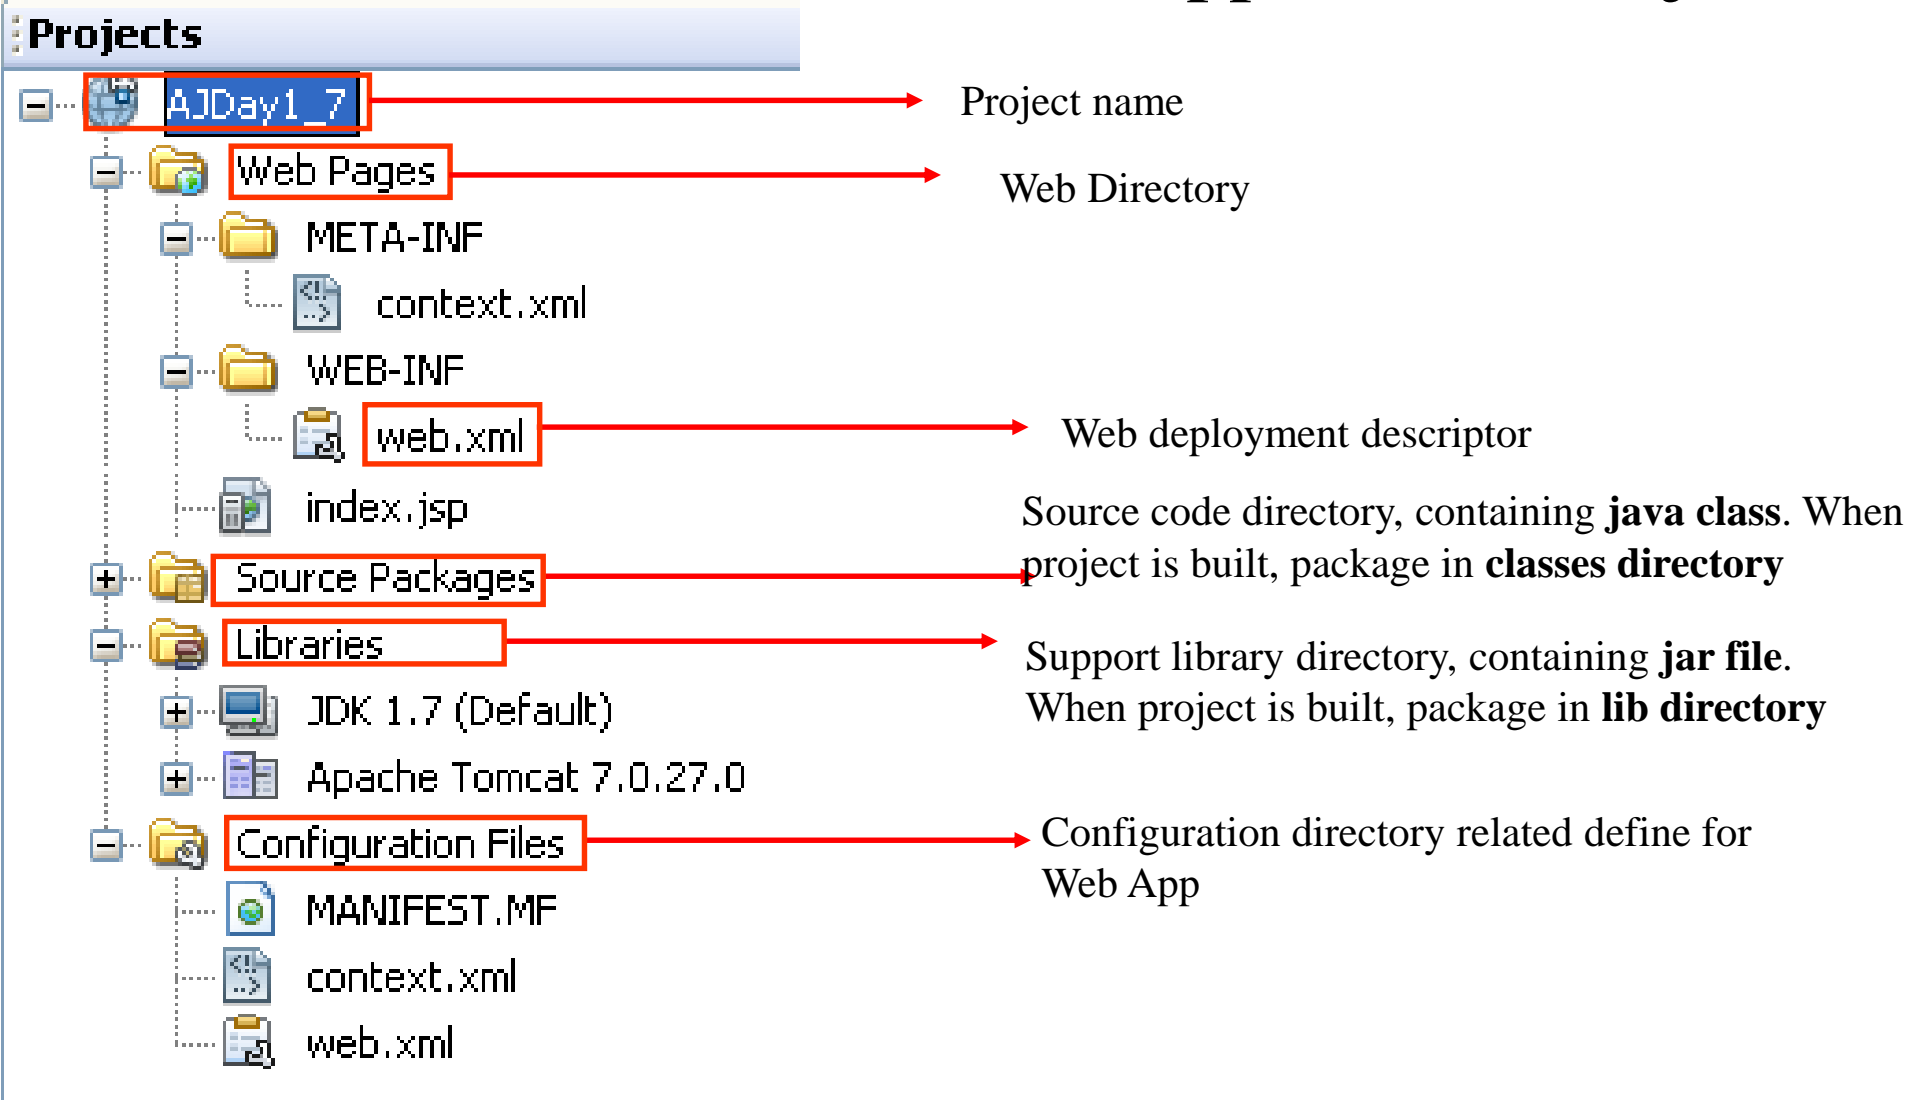 Projects
AJDay1_7
Project name
Web Pages
Web Directory
META-INF
context.xml
WEB-INF
web.xml
Web deployment descriptor
index.jsp
Source code directory, containing java class. When
project is built, package in classes directory
Source Packages
Libraries
Support library directory, containing jar file.
When project is built, package in lib directory
JDK 1.7 (Default)
Apache Tomcat 7.0.27.0
Configuration Files
Configuration directory related define for
Web App
MANIFEST.MF
context.xml
web.xml